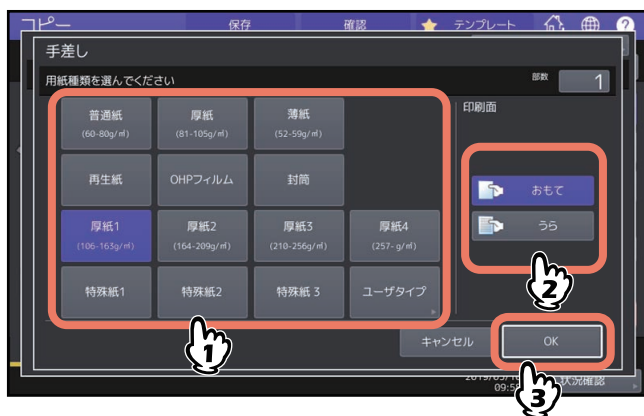 コピー 保存 確認 テンプレート ?
手差し
用紙種類を選んでください 部数 1
普通紙 厚紙 薄紙 印刷面
(60-80g/㎡) (81-105g/㎡) (52-59g/㎡)
再生紙 OHPフィルム 封筒 おもて
厚紙1 厚紙2 厚紙3 厚紙4 うら
(106-163g/㎡) (164-209g/㎡) (210-256g/㎡) (257- g/㎡)
特殊紙1 特殊紙2 特殊紙 3 ユーザタイプ
1 2
キャンセル OK
状況確認
3